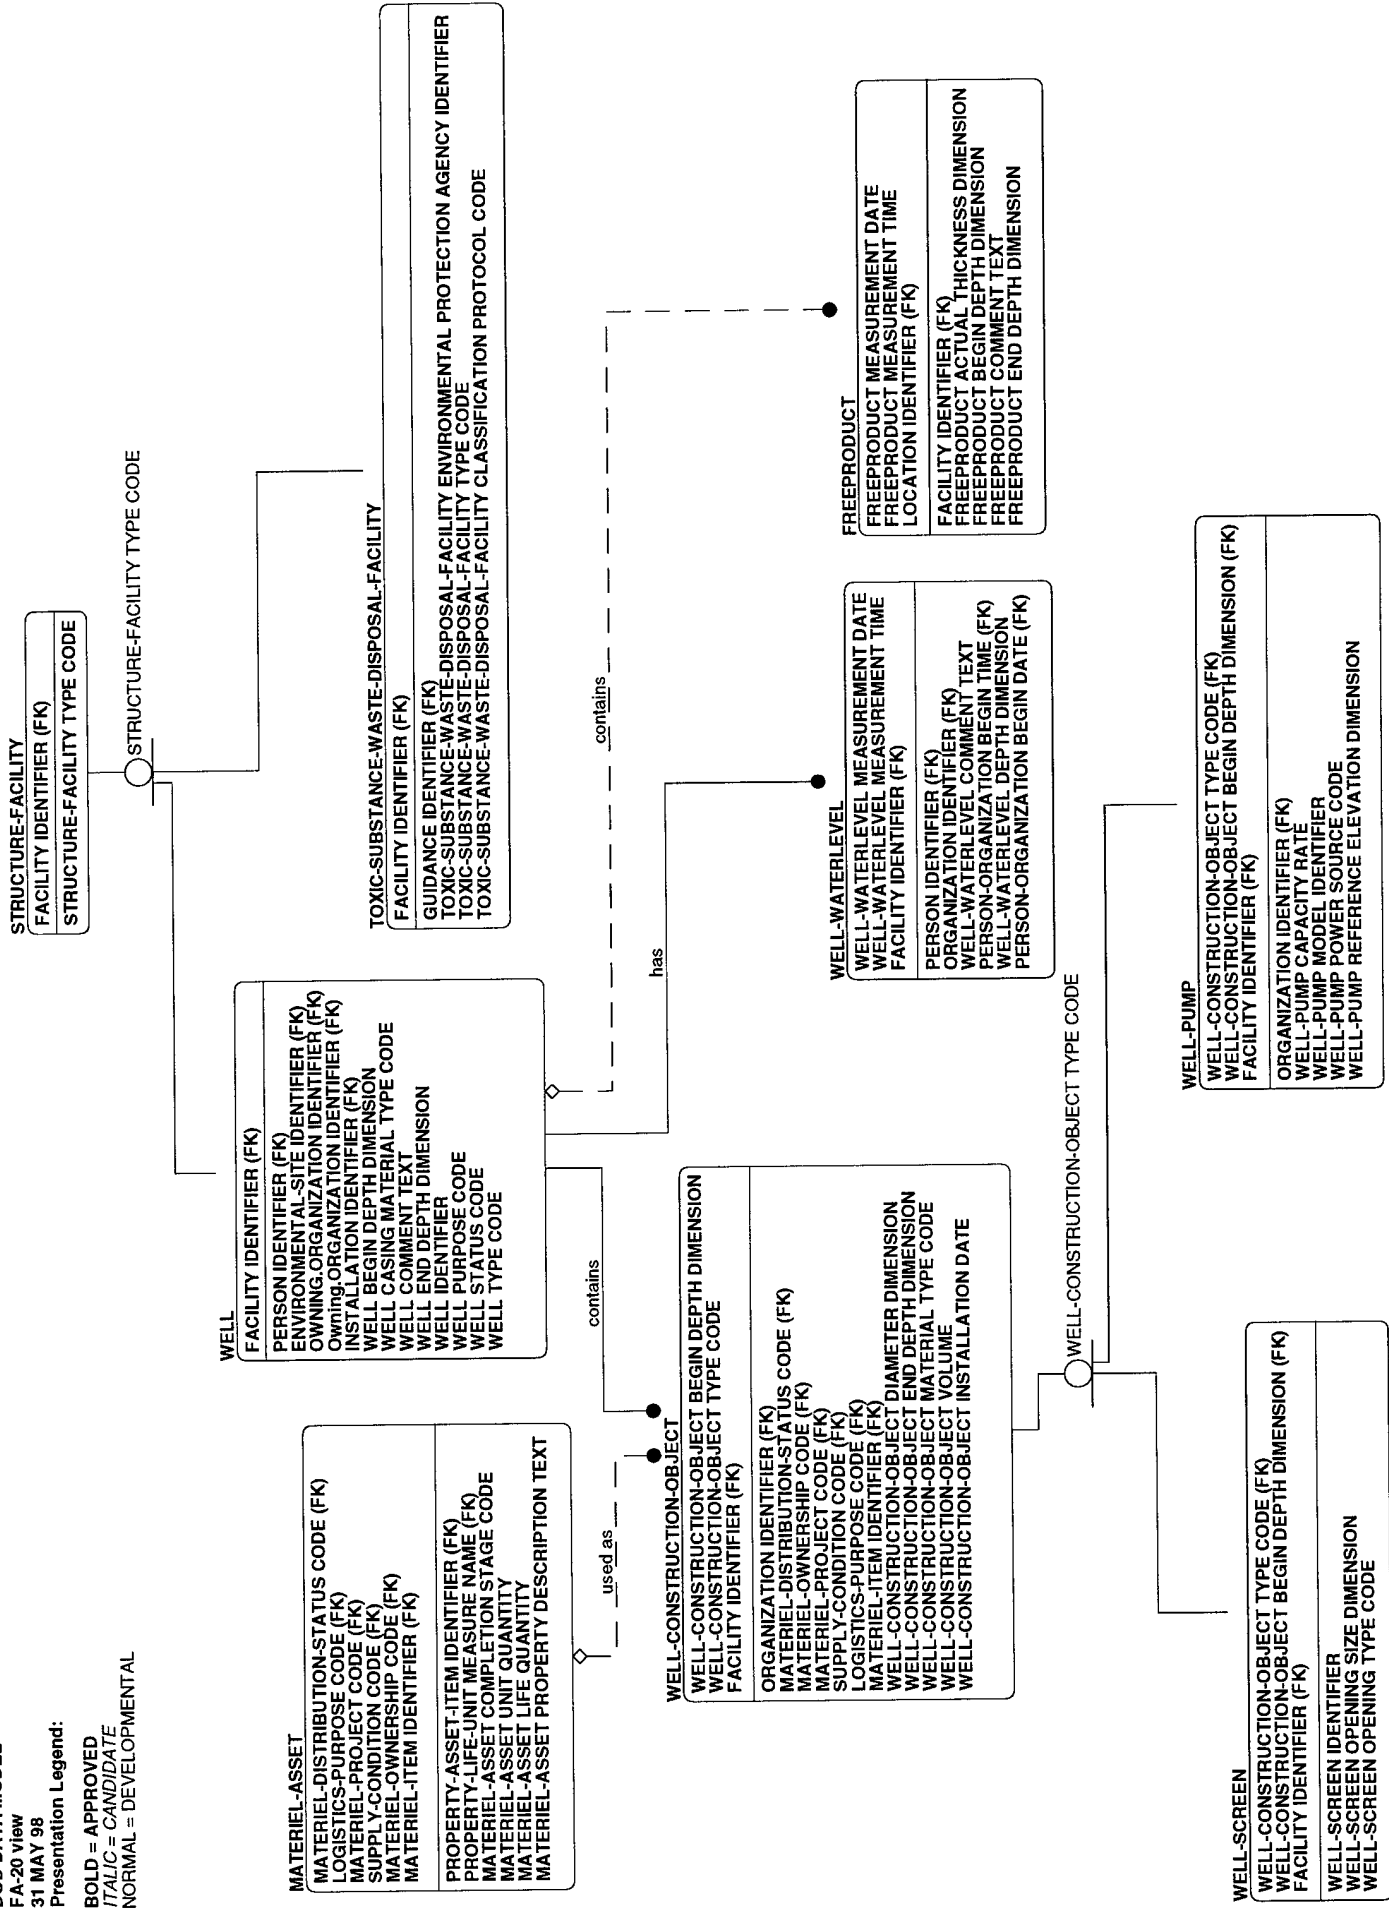 FA-20 view
31 MAY 98
Presentation Legend:
BOLD = APPROVED
ITALIC = CANDIDATE
NORMAL = DEVELOPMENTAL
STRUCTURE-FACILITY
FACILITY IDENTIFIER (FK)
STRUCTURE-FACILITY TYPE CODE
STRUCTURE-FACILITY TYPE CODE
WELL
FACILITY IDENTIFIER (FK)
PERSON IDENTIFIER (FK)
ENVIRONMENTAL-SITE IDENTIFIER (FK)
OWNING.ORGANIZATION IDENTIFIER (FK)
Owning.ORGANIZATION IDENTIFIER (FK)
INSTALLATION IDENTIFIER (FK)
WELL BEGIN DEPTH DIMENSION
WELL CASING MATERIAL TYPE CODE
WELL COMMENT TEXT
WELL END DEPTH DIMENSION
WELL IDENTIFIER
WELL PURPOSE CODE
WELL STATUS CODE
WELL TYPE CODE
TOXIC-SUBSTANCE-WASTE-DISPOSAL-FACILITY
FACILITY IDENTIFIER (FK)
GUIDANCE IDENTIFIER (FK)
TOXIC-SUBSTANCE-WASTE-DISPOSAL-FACILITY ENVIRONMENTAL PROTECTION AGENCY IDENTIFIER
TOXIC-SUBSTANCE-WASTE-DISPOSAL-FACILITY TYPE CODE
TOXIC-SUBSTANCE-WASTE-DISPOSAL-FACILITY CLASSIFICATION PROTOCOL CODE
MATERIEL-ASSET
MATERIEL-DISTRIBUTION-STATUS CODE (FK)
LOGISTICS-PURPOSE CODE (FK)
MATERIEL-PROJECT CODE (FK)
SUPPLY-CONDITION CODE (FK)
MATERIEL-OWNERSHIP CODE (FK)
MATERIEL-ITEM IDENTIFIER (FK)
PROPERTY-ASSET-ITEM IDENTIFIER (FK)
PROPERTY-LIFE-UNIT MEASURE NAME (FK)
MATERIEL-ASSET COMPLETION STAGE CODE
MATERIEL-ASSET UNIT QUANTITY
MATERIEL-ASSET LIFE QUANTITY
MATERIEL-ASSET PROPERTY DESCRIPTION TEXT
used as
contains
has
contains
WELL-CONSTRUCTION-OBJECT
WELL-CONSTRUCTION-OBJECT BEGIN DEPTH DIMENSION
WELL-CONSTRUCTION-OBJECT TYPE CODE
FACILITY IDENTIFIER (FK)
ORGANIZATION IDENTIFIER (FK)
MATERIEL-DISTRIBUTION-STATUS CODE (FK)
MATERIEL-OWNERSHIP CODE (FK)
MATERIEL-PROJECT CODE (FK)
SUPPLY-CONDITION CODE (FK)
LOGISTICS-PURPOSE CODE (FK)
MATERIEL-ITEM IDENTIFIER (FK)
WELL-CONSTRUCTION-OBJECT DIAMETER DIMENSION
WELL-CONSTRUCTION-OBJECT END DEPTH DIMENSION
WELL-CONSTRUCTION-OBJECT MATERIAL TYPE CODE
WELL-CONSTRUCTION-OBJECT VOLUME
WELL-CONSTRUCTION-OBJECT INSTALLATION DATE
WELL-WATERLEVEL
WELL-WATERLEVEL MEASUREMENT DATE
WELL-WATERLEVEL MEASUREMENT TIME
FACILITY IDENTIFIER (FK)
PERSON IDENTIFIER (FK)
ORGANIZATION IDENTIFIER (FK)
WELL-WATERLEVEL COMMENT TEXT
PERSON-ORGANIZATION BEGIN TIME (FK)
WELL-WATERLEVEL DEPTH DIMENSION
PERSON-ORGANIZATION BEGIN DATE (FK)
FREEPRODUCT
FREEPRODUCT MEASUREMENT DATE
FREEPRODUCT MEASUREMENT TIME
LOCATION IDENTIFIER (FK)
FACILITY IDENTIFIER (FK)
FREEPRODUCT ACTUAL THICKNESS DIMENSION
FREEPRODUCT BEGIN DEPTH DIMENSION
FREEPRODUCT COMMENT TEXT
FREEPRODUCT END DEPTH DIMENSION
WELL-CONSTRUCTION-OBJECT TYPE CODE
WELL-SCREEN
WELL-CONSTRUCTION-OBJECT TYPE CODE (FK)
WELL-CONSTRUCTION-OBJECT BEGIN DEPTH DIMENSION (FK)
FACILITY IDENTIFIER (FK)
WELL-SCREEN IDENTIFIER
WELL-SCREEN OPENING SIZE DIMENSION
WELL-SCREEN OPENING TYPE CODE
WELL-PUMP
WELL-CONSTRUCTION-OBJECT TYPE CODE (FK)
WELL-CONSTRUCTION-OBJECT BEGIN DEPTH DIMENSION (FK)
FACILITY IDENTIFIER (FK)
ORGANIZATION IDENTIFIER (FK)
WELL-PUMP CAPACITY RATE
WELL-PUMP MODEL IDENTIFIER
WELL-PUMP POWER SOURCE CODE
WELL-PUMP REFERENCE ELEVATION DIMENSION